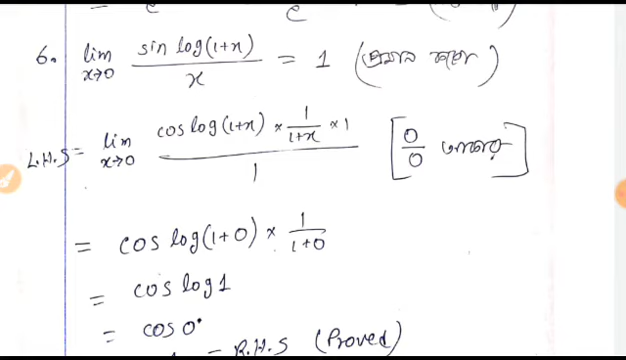 6. lim x→0 sin log(1+x) / x = 1 (প্রমাণ করো)
L.H.S = lim x→0 cos log(1+x) × 1/(1+x) × 1 / 1 [0/0 আকার]
= cos log(1+0) × 1/(1+0)
= cos log 1
= cos 0°
= R.H.S (Proved)